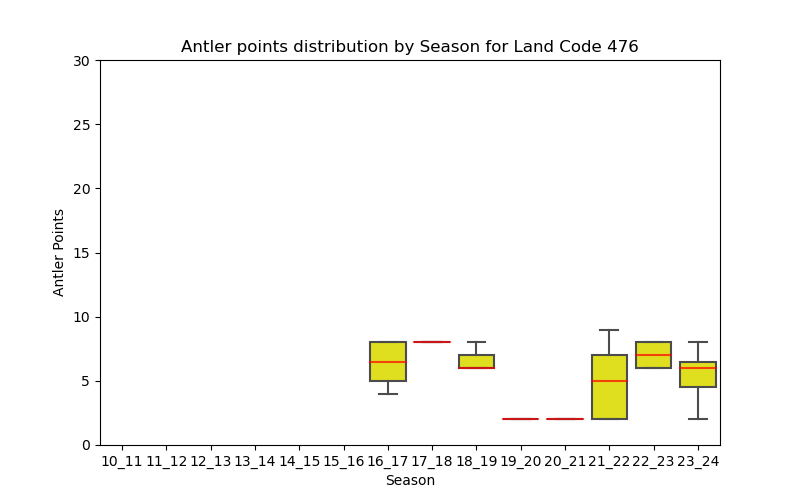 Antler points distribution by Season for Land Code 476
30
25
20
15
10
5
0
Antler Points
10_11 11_12 12_13 13_14 14_15 15_16 16_17 17_18 18_19 19_20 20_21 21_22 22_23 23_24
Season